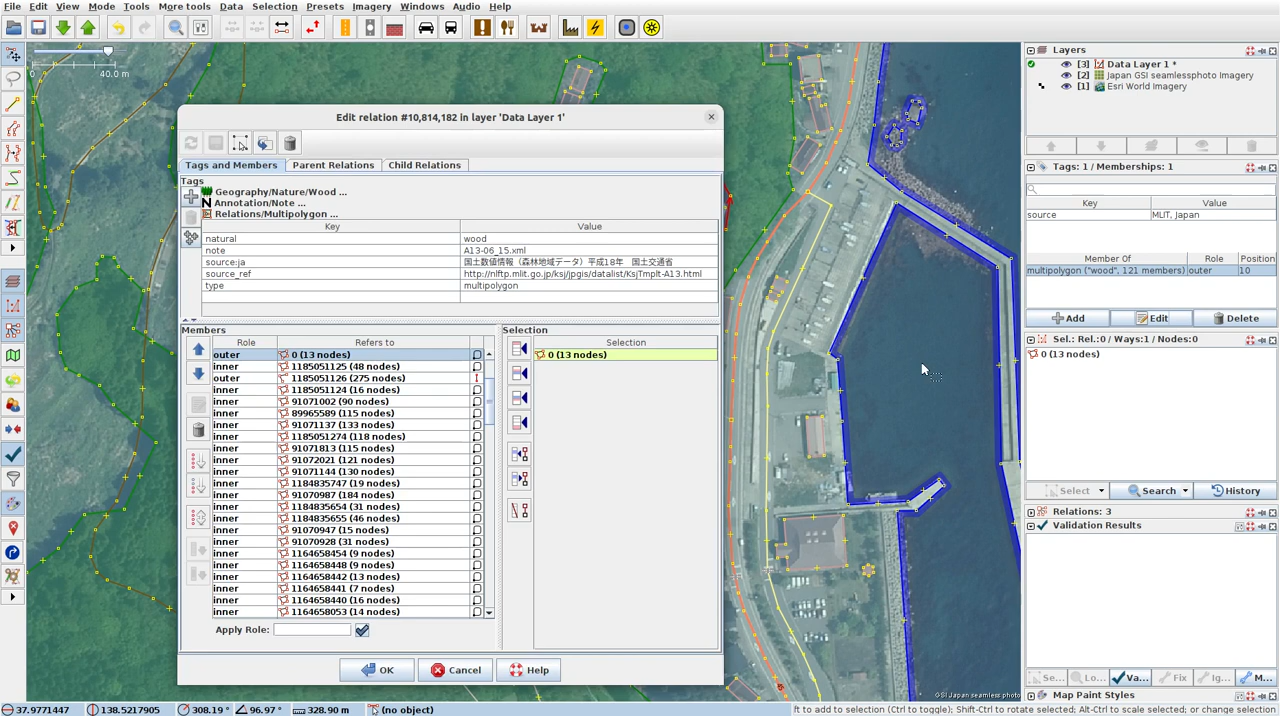 File Edit View Mode Tools More tools Data Selection Presets Imagery Windows Audio Help
0
40.0 m
Edit relation #10,814,182 in layer 'Data Layer 1'
Tags and Members
Parent Relations
Child Relations
Tags
Geography/Nature/Wood ...
Annotation/Note ...
Relations/Multipolygon ...
Key Value
natural wood
note A13-06_15.xml
source:ja 国土数値情報（森林地域データ）平成18年 国土交通省
source_ref http://nlftp.mlit.go.jp/ksj/jpgis/datalist/KsjTmplt-A13.html
type multipolygon
Members
Role Refers to
outer 0 (13 nodes)
inner 1185051125 (48 nodes)
outer 1185051126 (275 nodes)
inner 1185051124 (16 nodes)
inner 91071002 (90 nodes)
inner 89965589 (115 nodes)
inner 91071137 (133 nodes)
inner 1185051274 (118 nodes)
inner 91071813 (115 nodes)
inner 91072021 (121 nodes)
inner 91071144 (130 nodes)
inner 1184835747 (19 nodes)
inner 91070987 (184 nodes)
inner 1184835654 (31 nodes)
inner 1184835655 (46 nodes)
inner 91070947 (15 nodes)
inner 91070928 (31 nodes)
inner 1164658454 (9 nodes)
inner 1164658448 (9 nodes)
inner 1164658442 (13 nodes)
inner 1164658441 (7 nodes)
inner 1164658440 (16 nodes)
inner 1164658053 (14 nodes)
Apply Role:
Selection
Selection
0 (13 nodes)
OK
Cancel
Help
GSI Japan seamless photo
Layers
[3] Data Layer 1 *
[2] Japan GSI seamlessphoto Imagery
[1] Esri World Imagery
Tags: 1 / Memberships: 1
Key Value
source MLIT, Japan
Member Of Role Position
multipolygon ("wood", 121 members) outer 10
Add
Edit
Delete
Sel.: Rel.:0 / Ways:1 / Nodes:0
0 (13 nodes)
Select
Search
History
Relations: 3
Validation Results
Se...
Lo...
Va...
Fix
Ig...
M...
Map Paint Styles
37.9771447 138.5217905 308.19 ° 96.97 ° 328.90 m (no object)
ft to add to selection (Ctrl to toggle); Shift-Ctrl to rotate selected; Alt-Ctrl to scale selected; or change selection